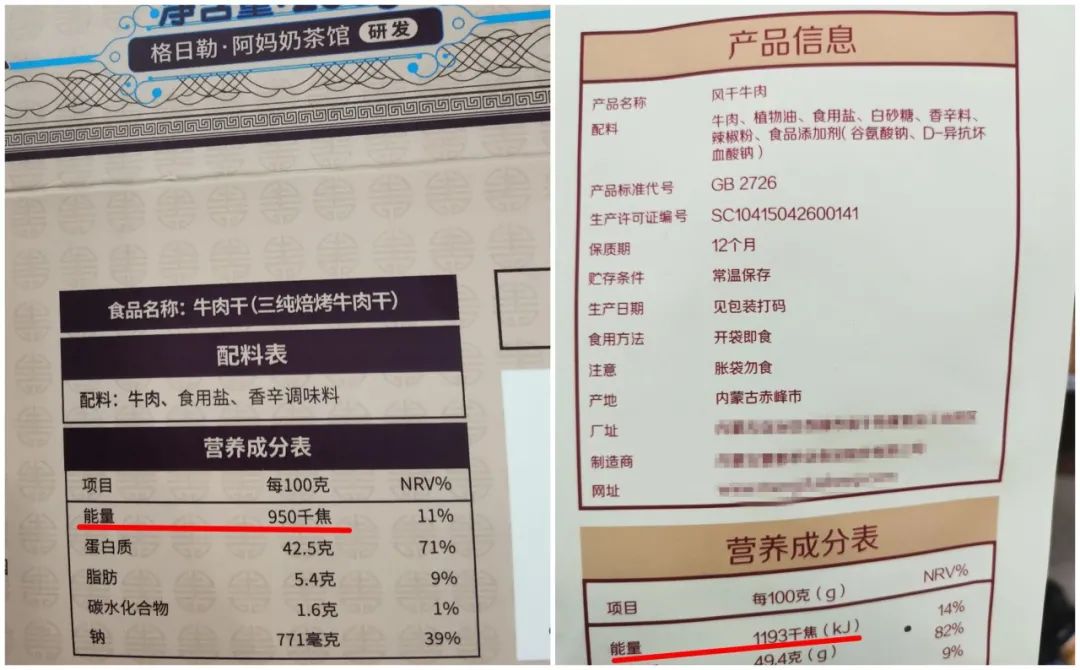 净含量:
格日勒·阿妈奶茶馆 研发
食品名称：牛肉干(三纯焙烤牛肉干)
配料表
配料：牛肉、食用盐、香辛调味料
营养成分表
项目 每100克 NRV%
能量 950千焦 11%
蛋白质 42.5克 71%
脂肪 5.4克 9%
碳水化合物 1.6克 1%
钠 771毫克 39%
产品信息
产品名称 风干牛肉
配料 牛肉、植物油、食用盐、白砂糖、香辛料、
辣椒粉、食品添加剂(谷氨酸钠、D-异抗坏
血酸钠)
产品标准代号 GB 2726
生产许可证编号 SC10415042600141
保质期 12个月
贮存条件 常温保存
生产日期 见包装打码
食用方法 开袋即食
注意 胀袋勿食
产地 内蒙古赤峰市
厂址
制造商
网址
营养成分表
项目 每100克(g) NRV%
能量 1193千焦(kJ) 14%
49.4克(g) 82%
9%